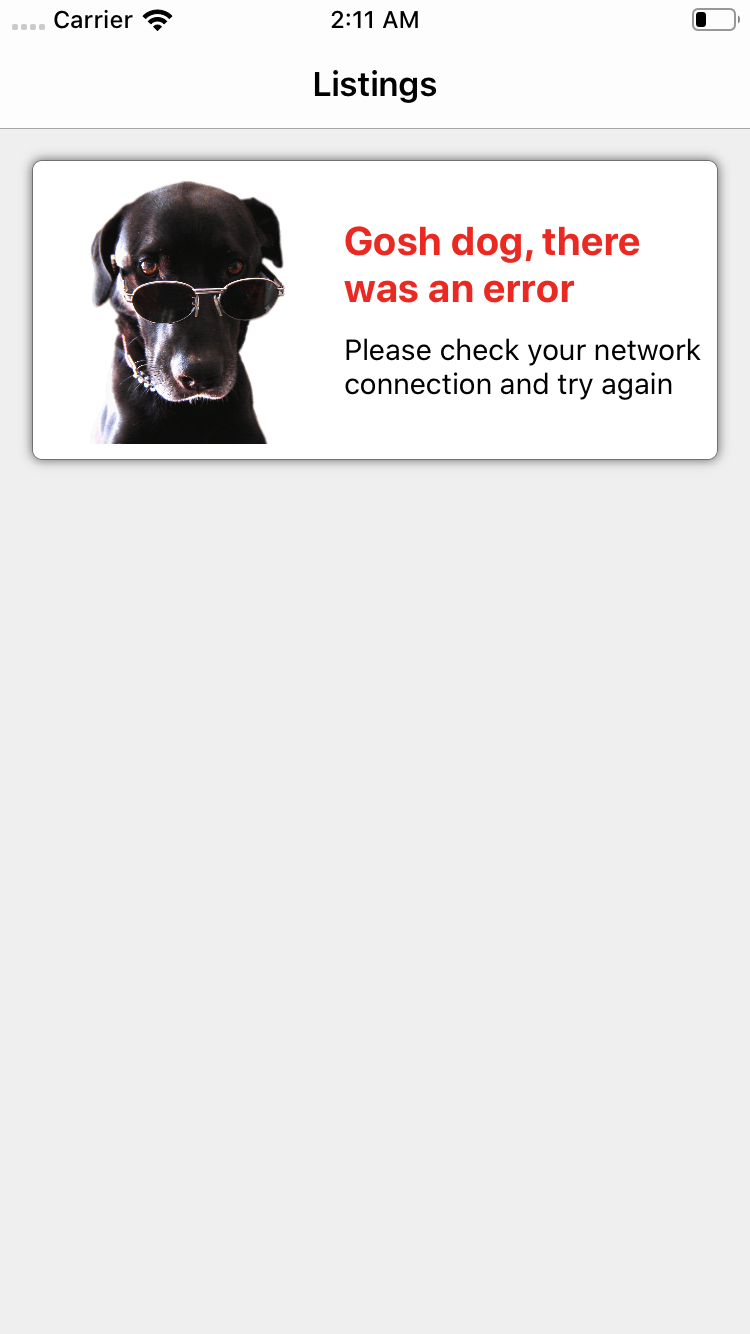 Carrier 2:11 AM
Listings
Gosh dog, there
was an error
Please check your network
connection and try again